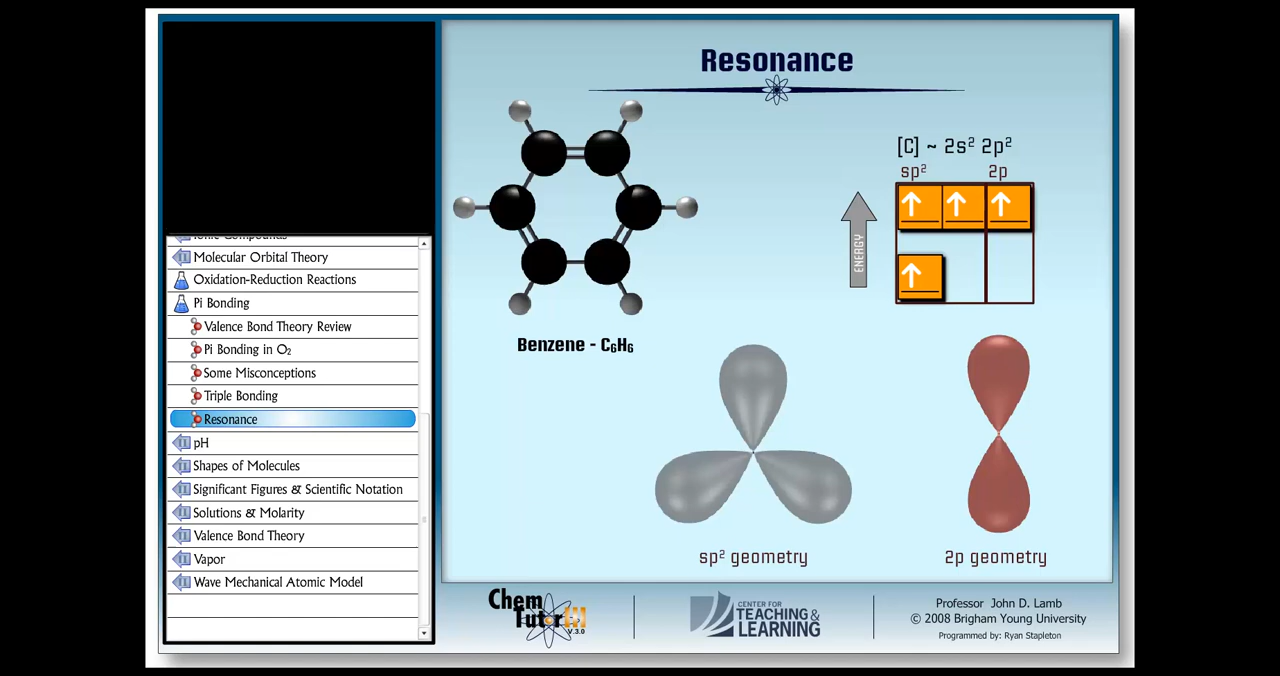 Resonance
[C] ~ 2s² 2p²
sp² 2p
ENERGY
Benzene - C₆H₆
sp² geometry
2p geometry
Ionic Compounds
Molecular Orbital Theory
Oxidation-Reduction Reactions
Pi Bonding
Valence Bond Theory Review
Pi Bonding in O₂
Some Misconceptions
Triple Bonding
Resonance
pH
Shapes of Molecules
Significant Figures & Scientific Notation
Solutions & Molarity
Valence Bond Theory
Vapor
Wave Mechanical Atomic Model
Chem
Tutor
V.3.0
CENTER FOR
TEACHING &
LEARNING
Professor John D. Lamb
© 2008 Brigham Young University
Programmed by: Ryan Stapleton